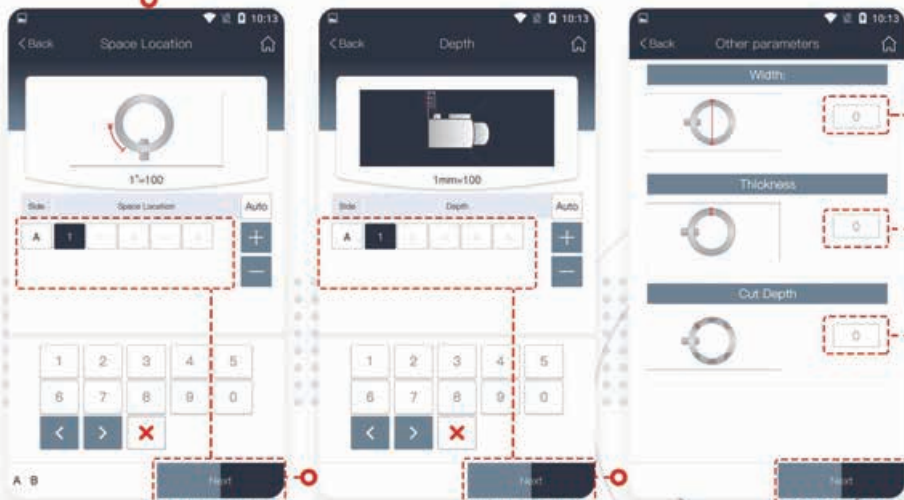 10:13
< Back Space Location
1°=100
Side Space Location Auto
A 1
+
−
1 2 3 4 5
6 7 8 9 0
< > X
A B
Next
10:13
< Back Depth
1mm=100
Side Depth Auto
A 1
+
−
1 2 3 4 5
6 7 8 9 0
< > X
Next
10:13
< Back Other parameters
Width:
0
Thickness
0
Cut Depth
0
Next